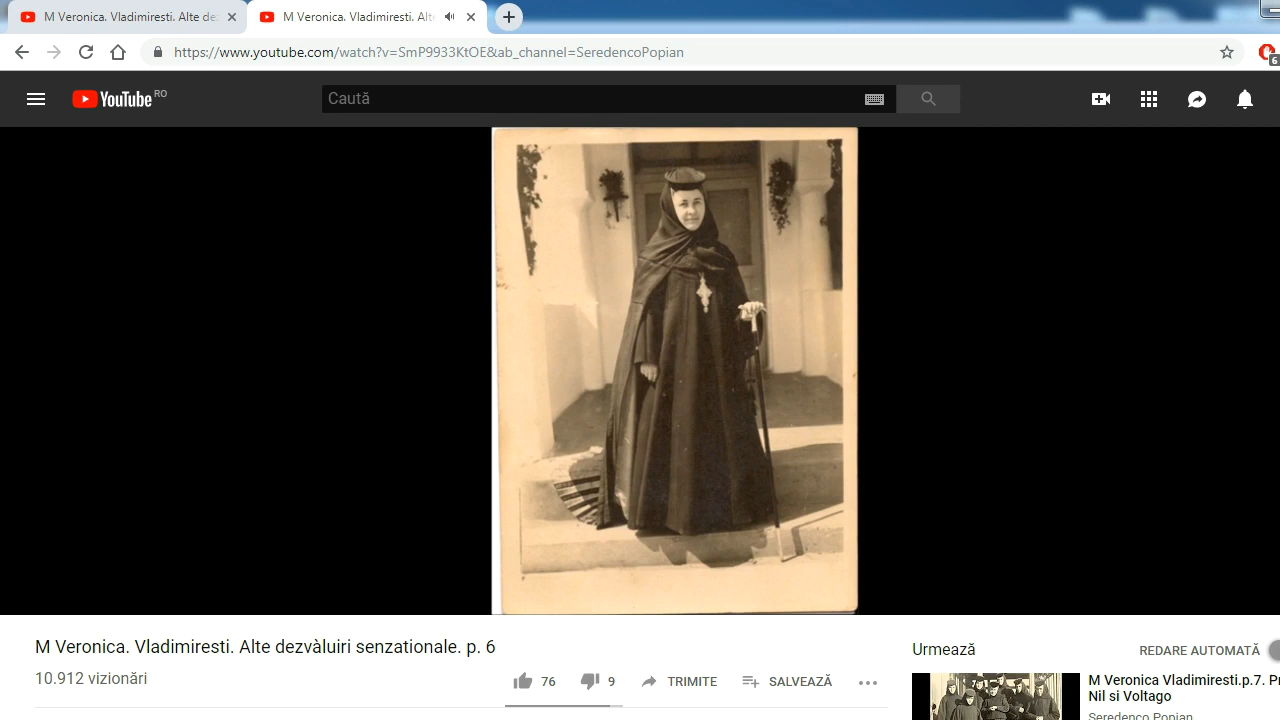 M Veronica. Vladimiresti. Alte de
M Veronica. Vladimiresti. Alt
https://www.youtube.com/watch?v=SmP9933KtOE&ab_channel=SeredencoPopian
6
YouTube RO
Caută
M Veronica. Vladimiresti. Alte dezvàluiri senzationale. p. 6
10.912 vizionări
76
9
TRIMITE
SALVEAZĂ
Urmează
REDARE AUTOMATĂ
M Veronica Vladimiresti.p.7. P
Nil si Voltago
Seredenco Popian